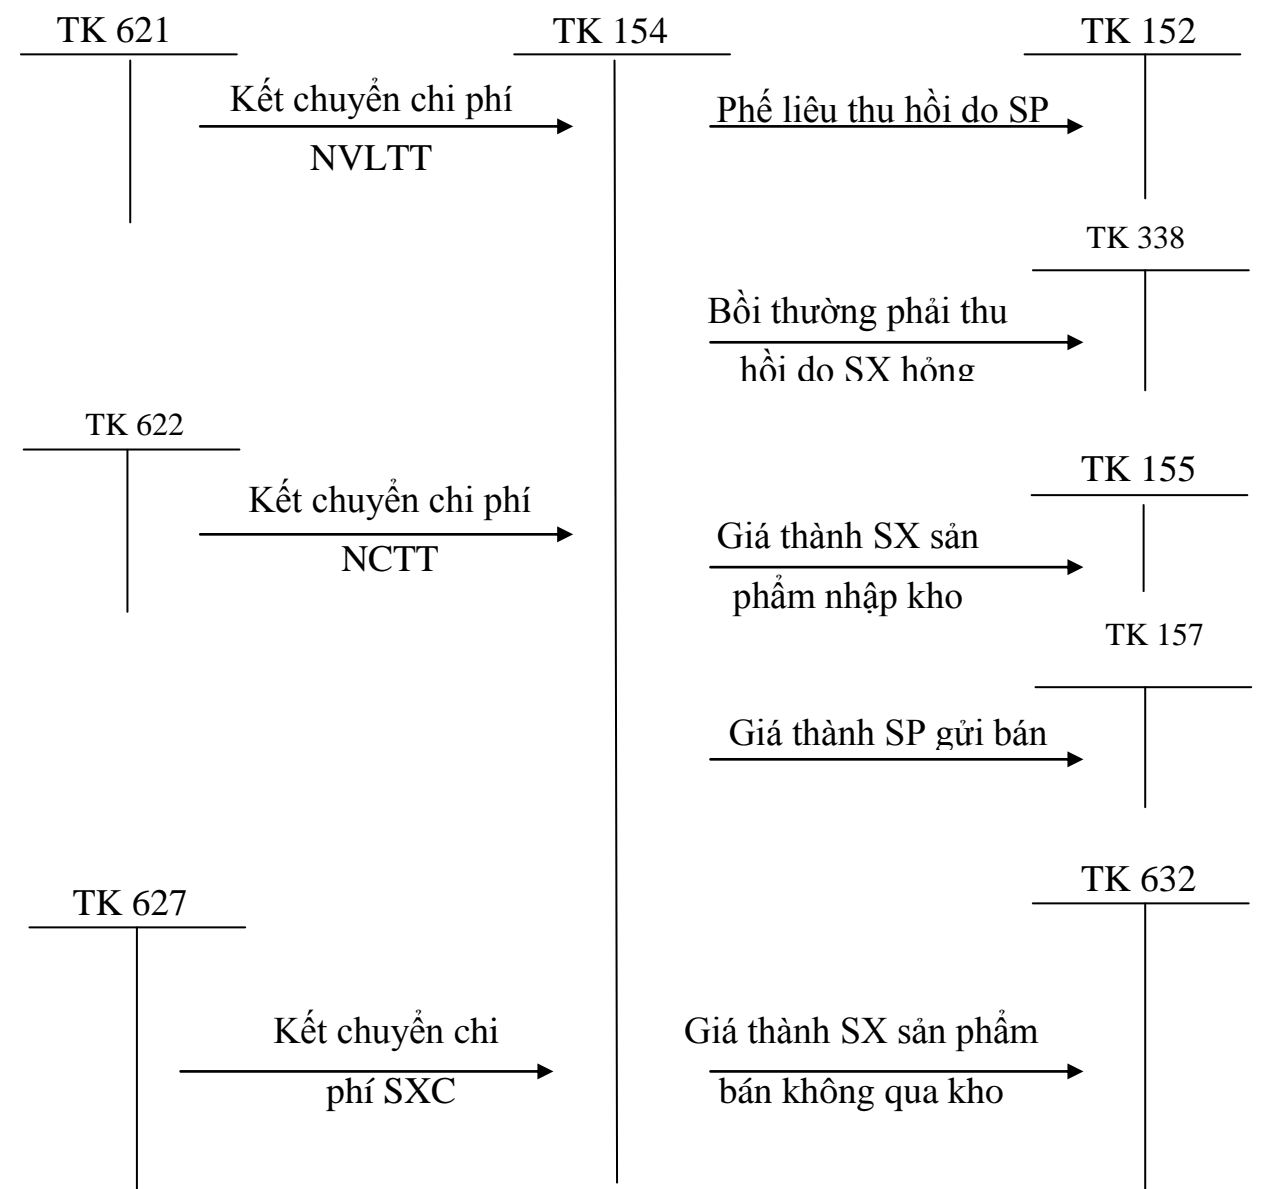 TK 621
TK 154
TK 152
Kết chuyển chi phí
NVLTT
Phế liêu thu hồi do SP
TK 338
Bồi thường phải thu
hồi do SX hỏng
TK 622
Kết chuyển chi phí
NCTT
TK 155
Giá thành SX sản
phẩm nhập kho
TK 157
Giá thành SP gửi bán
TK 627
TK 632
Kết chuyển chi
phí SXC
Giá thành SX sản phẩm
bán không qua kho